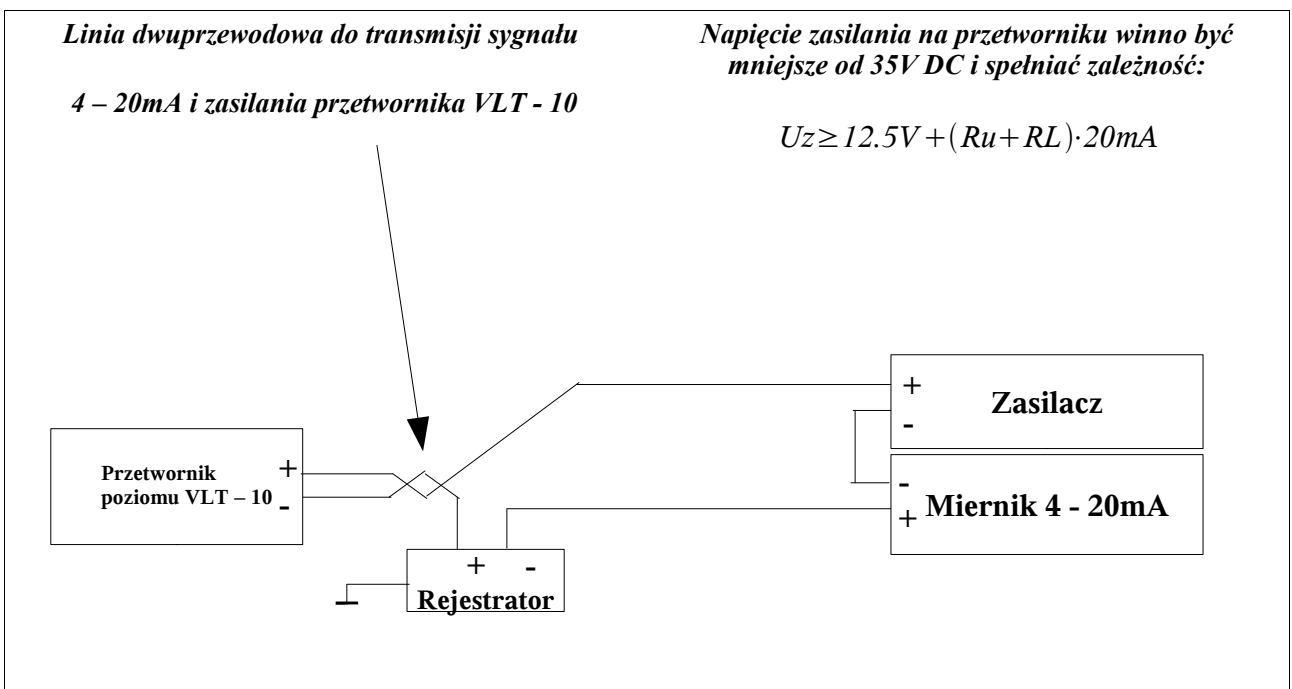 Linia dwuprzewodowa do transmisji sygnału
4 – 20mA i zasilania przetwornika VLT - 10
Napięcie zasilania na przetworniku winno być
mniejsze od 35V DC i spełniać zależność:
Uz≥12.5V+(Ru+RL)·20mA
+
Zasilacz
-
Przetwornik
poziomu VLT – 10
+
-
-
+
Miernik 4 - 20mA
+ -
Rejestrator